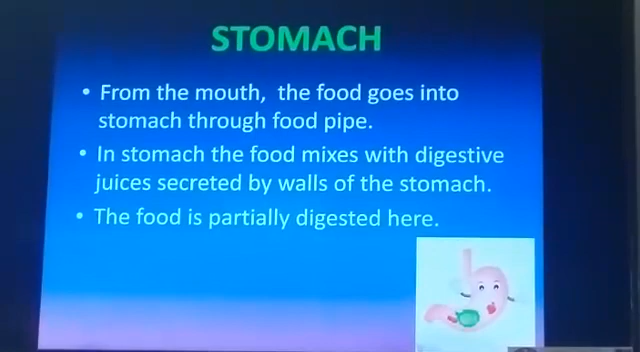 STOMACH
• From the mouth, the food goes into
stomach through food pipe.
• In stomach the food mixes with digestive
juices secreted by walls of the stomach.
• The food is partially digested here.